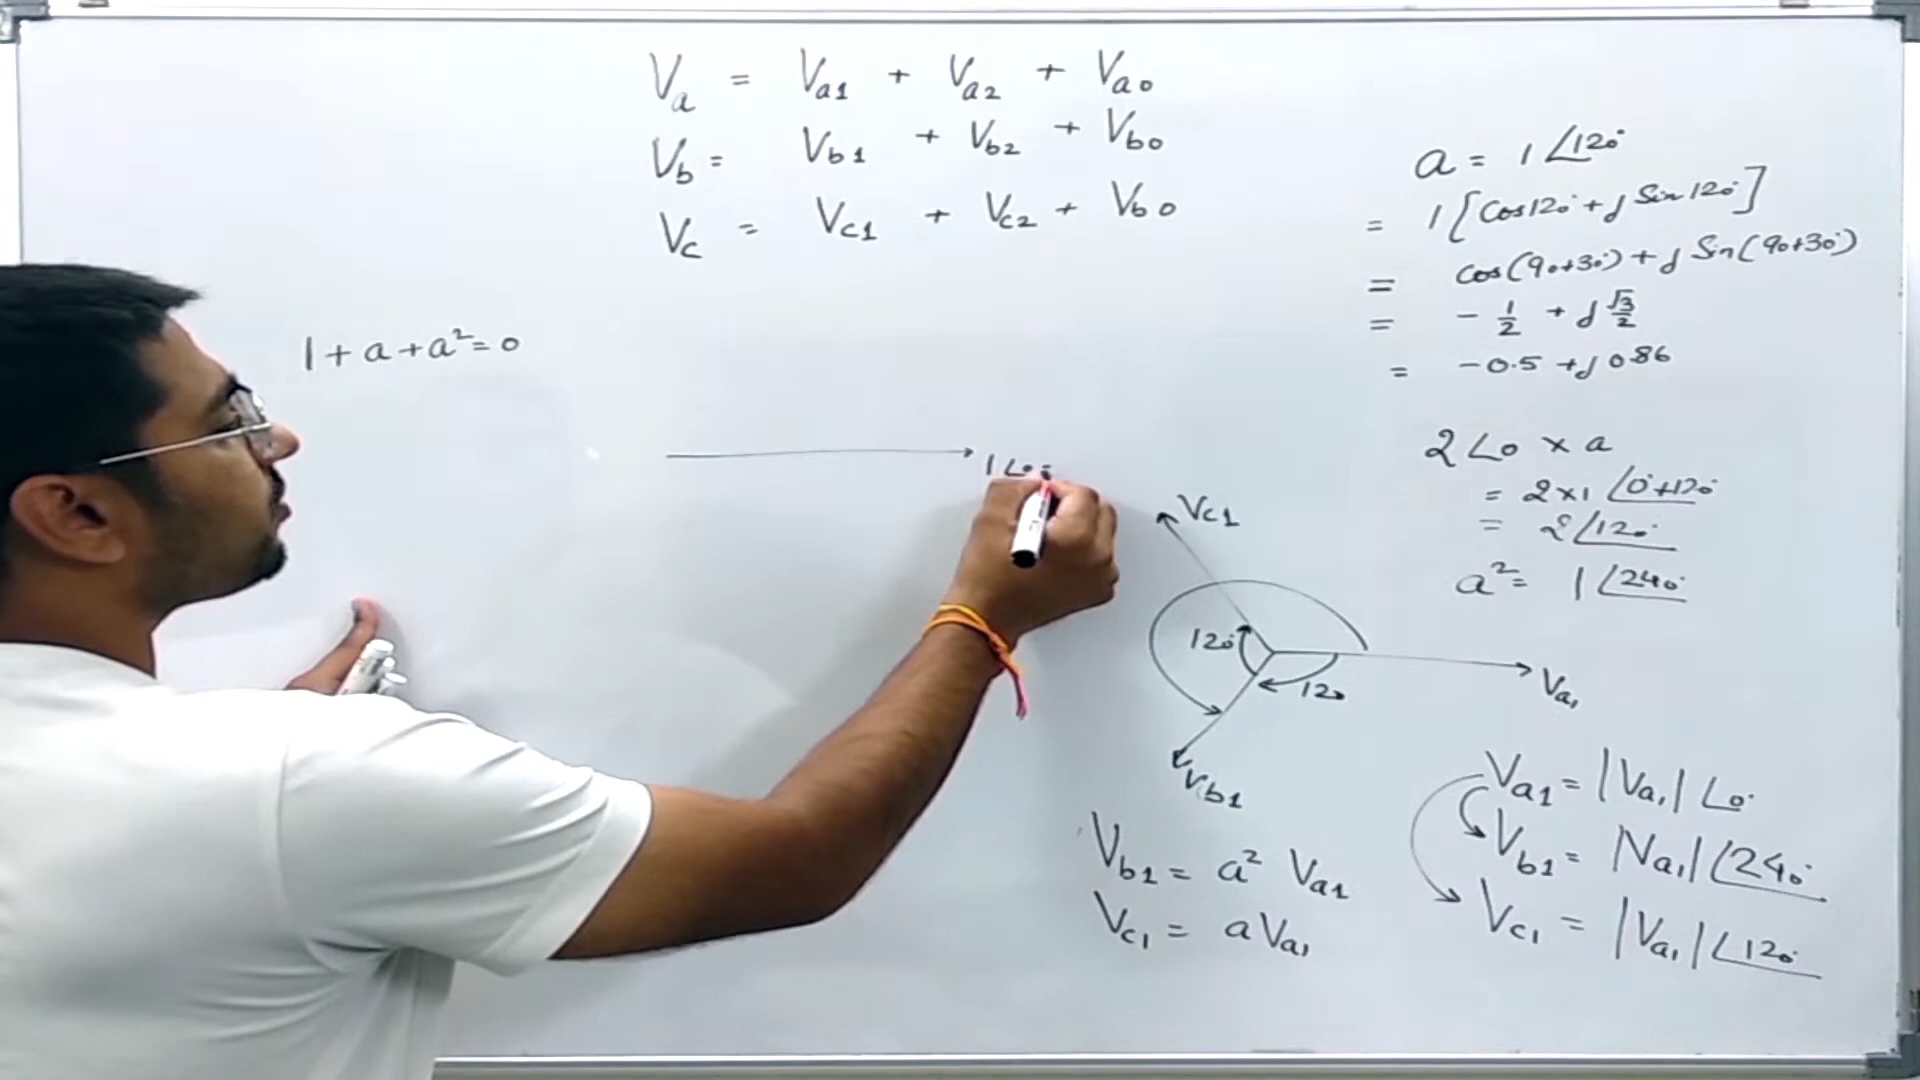 Va = Va1 + Va2 + Va0
Vb = Vb1 + Vb2 + Vb0
Vc = Vc1 + Vc2 + Vb0
1 + a + a² = 0
1∠0°
a = 1∠120°
= 1[Cos120° + j Sin120°]
= cos(90+30°) + j Sin(90+30°)
= - 1/2 + j √3/2
= -0.5 + j 0.86
2∠0 × a
= 2×1 ∠0°+120°
= 2∠120°
a² = 1∠240°
Vc1
120°
120
Va1
Vb1
Vb1 = a² Va1
Vc1 = a Va1
Va1 = |Va1| ∠0°
Vb1 = |Va1| ∠240°
Vc1 = |Va1| ∠120°